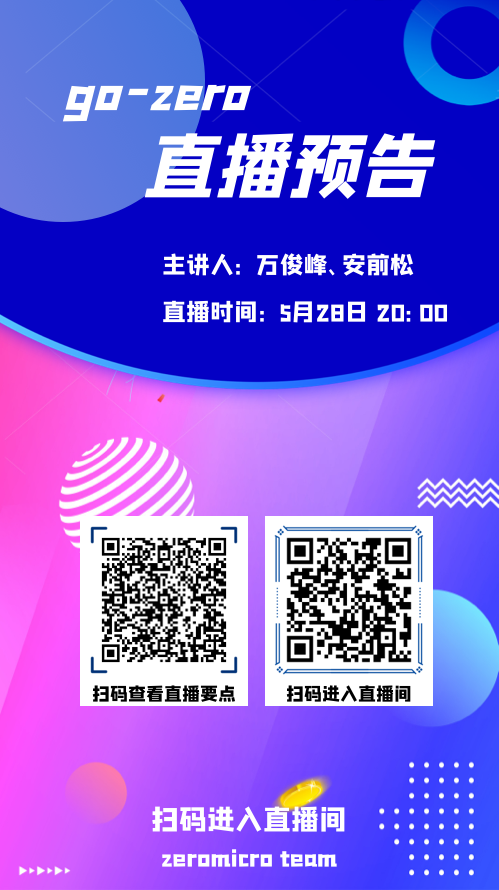 go-zero
直播预告
主讲人：万俊峰、安前松
直播时间：5月28日 20：00
扫码查看直播要点
扫码进入直播间
扫码进入直播间
zeromicro team